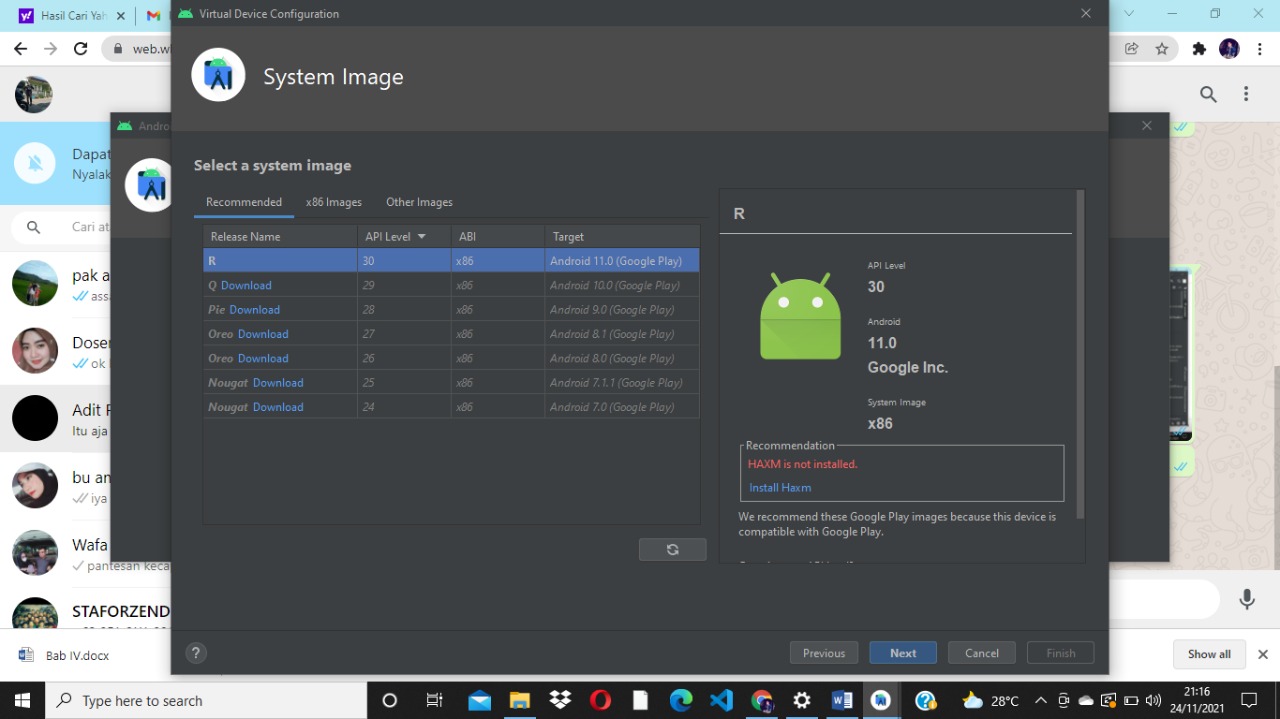 Hasil Cari Yah
Virtual Device Configuration
web.wh
System Image
Andro
Dapat
Nyalak
Select a system image
Recommended
x86 Images
Other Images
Cari at
Release Name API Level ABI Target
R 30 x86 Android 11.0 (Google Play)
Q Download 29 x86 Android 10.0 (Google Play)
Pie Download 28 x86 Android 9.0 (Google Play)
Oreo Download 27 x86 Android 8.1 (Google Play)
Oreo Download 26 x86 Android 8.0 (Google Play)
Nougat Download 25 x86 Android 7.1.1 (Google Play)
Nougat Download 24 x86 Android 7.0 (Google Play)
R
API Level
30
Android
11.0
Google Inc.
System Image
x86
Recommendation
HAXM is not installed.
Install Haxm
We recommend these Google Play images because this device is
compatible with Google Play.
pak a
assa
Dosen
ok
Adit
Itu aja
bu an
iya
Wafa
pantesan keca
STAFORZEND
?
Previous
Next
Cancel
Finish
Bab IV.docx
Show all
Type here to search
28°C
21:16
24/11/2021